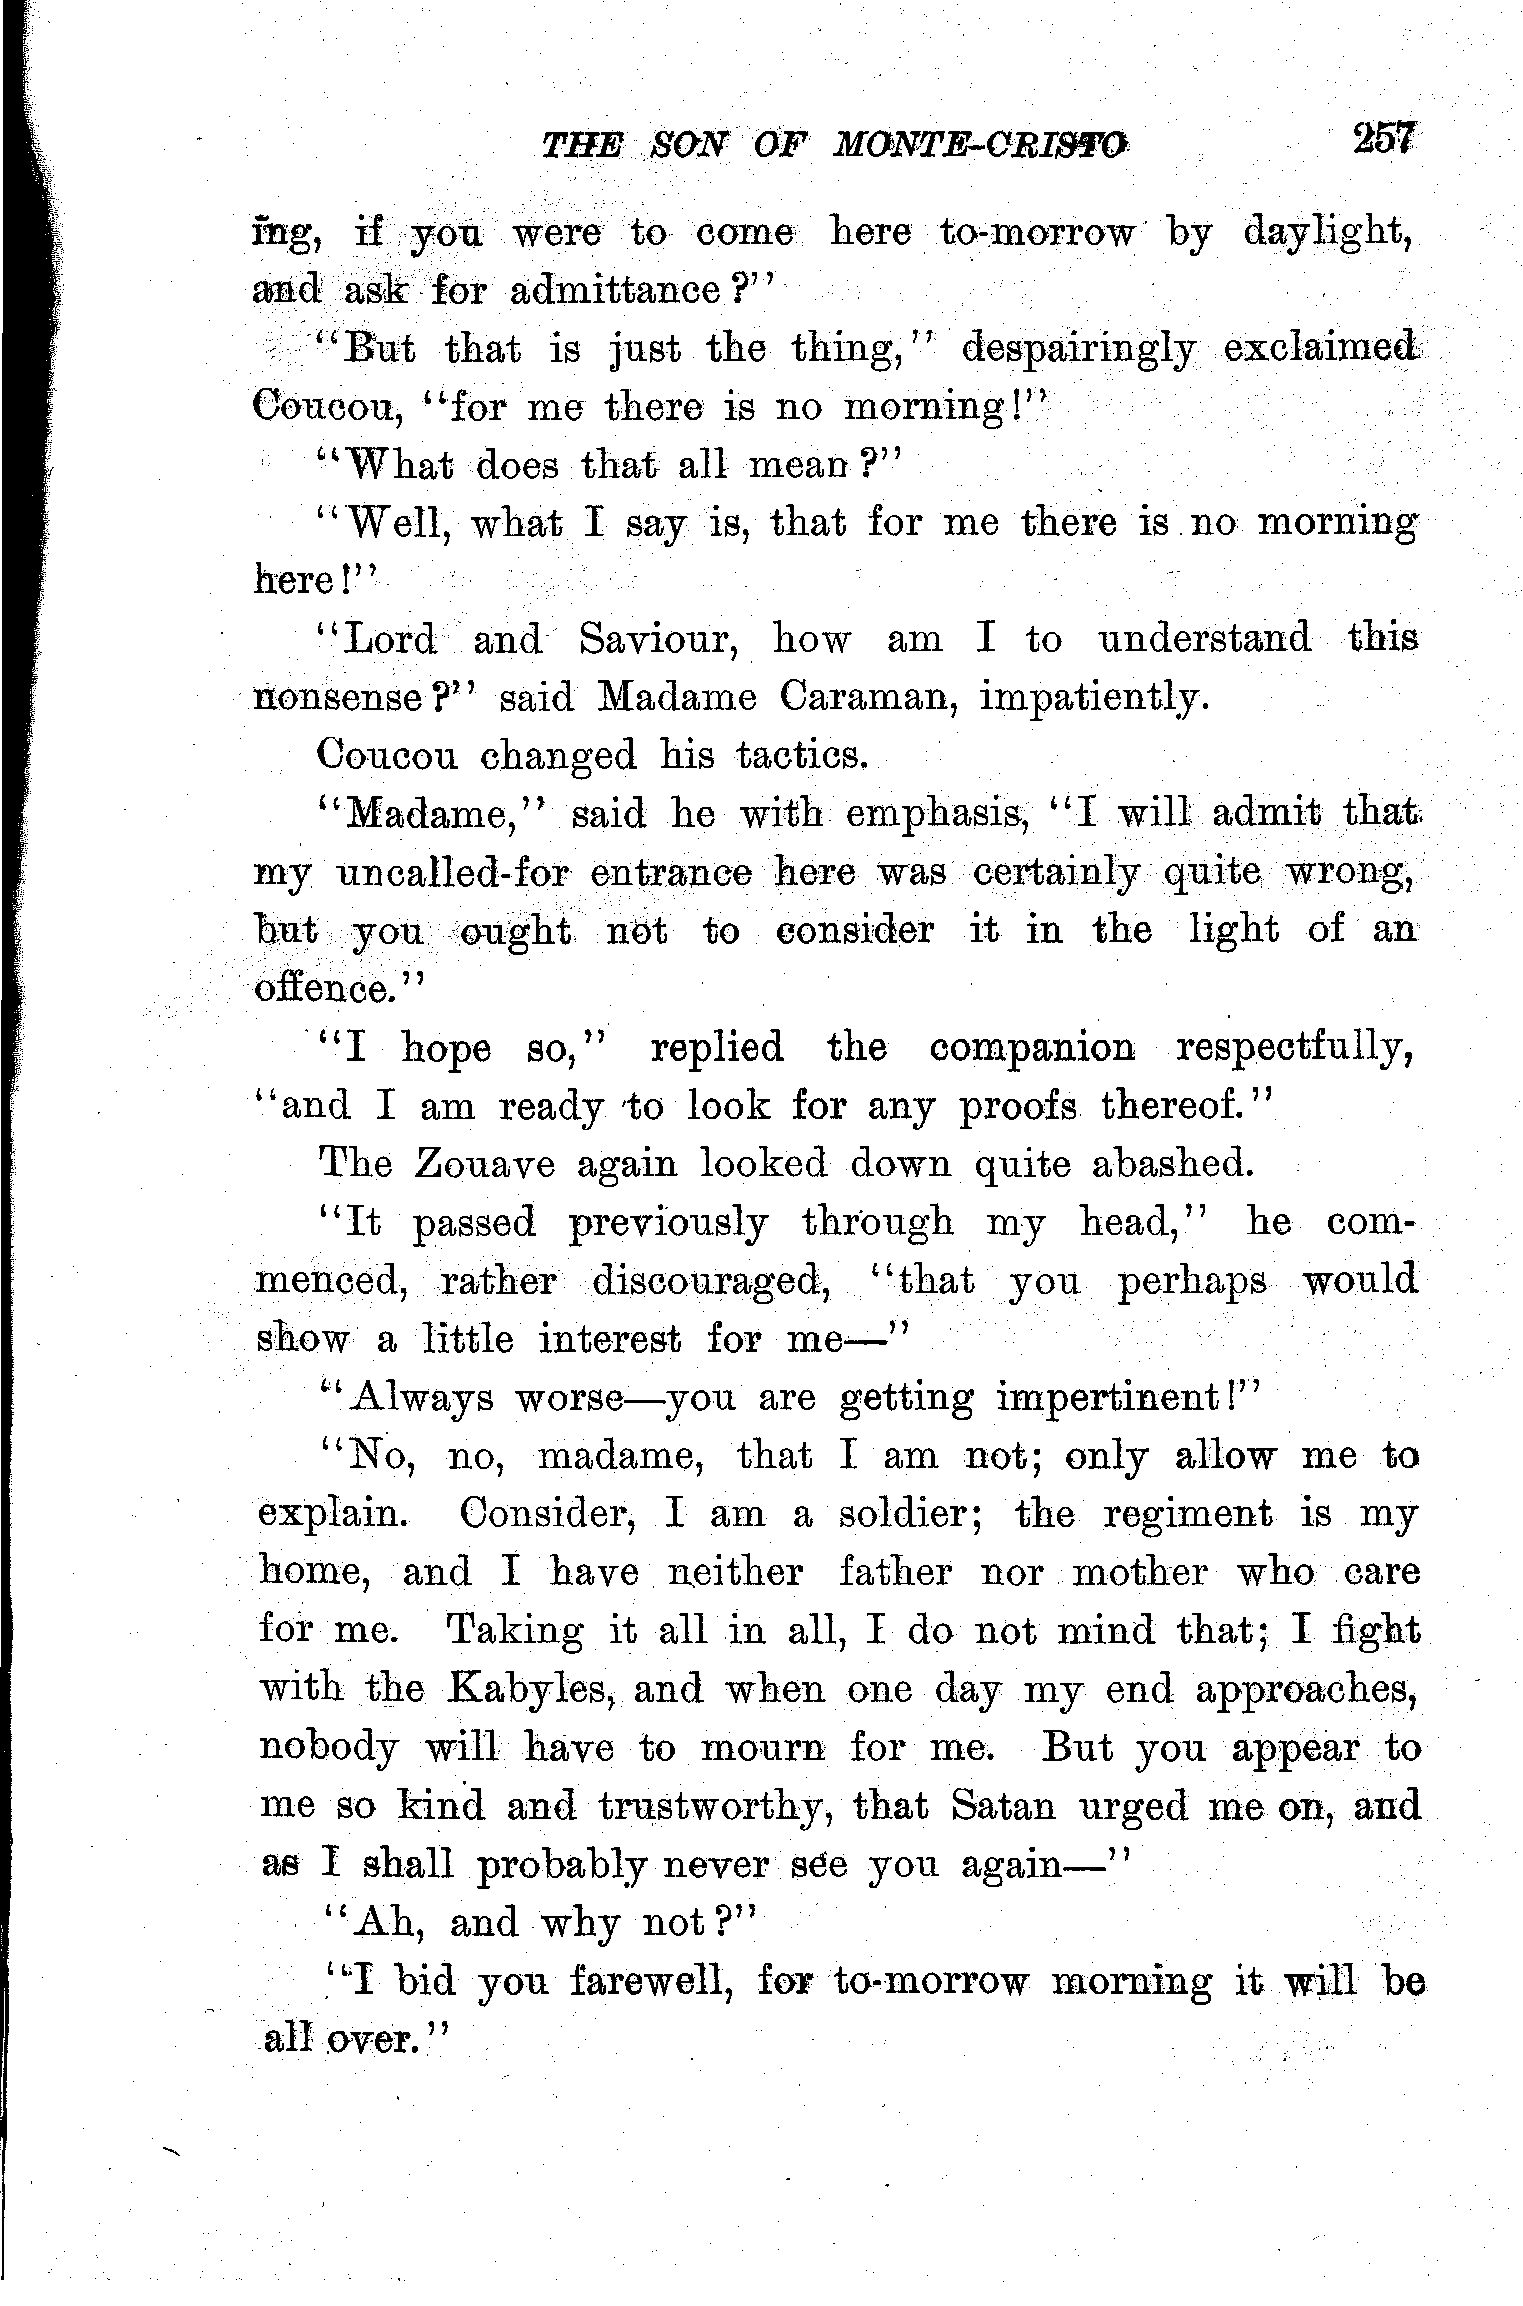 THE SON OF MONTE-CRISTO 257
ing, if you were to come here to-morrow by daylight,
and ask for admittance?"
"But that is just the thing," despairingly exclaimed
Coucou, "for me there is no morning!"
"What does that all mean?"
"Well, what I say is, that for me there is no morning
here!"
"Lord and Saviour, how am I to understand this
nonsense?" said Madame Caraman, impatiently.
Coucou changed his tactics.
"Madame," said he with emphasis, "I will admit that
my uncalled-for entrance here was certainly quite wrong,
but you ought not to consider it in the light of an
offence."
"I hope so," replied the companion respectfully,
"and I am ready to look for any proofs thereof."
The Zouave again looked down quite abashed.
"It passed previously through my head," he com-
menced, rather discouraged, "that you perhaps would
show a little interest for me—"
"Always worse—you are getting impertinent!"
"No, no, madame, that I am not; only allow me to
explain. Consider, I am a soldier; the regiment is my
home, and I have neither father nor mother who care
for me. Taking it all in all, I do not mind that; I fight
with the Kabyles, and when one day my end approaches,
nobody will have to mourn for me. But you appear to
me so kind and trustworthy, that Satan urged me on, and
as I shall probably never see you again—"
"Ah, and why not?"
"I bid you farewell, for to-morrow morning it will be
all over."